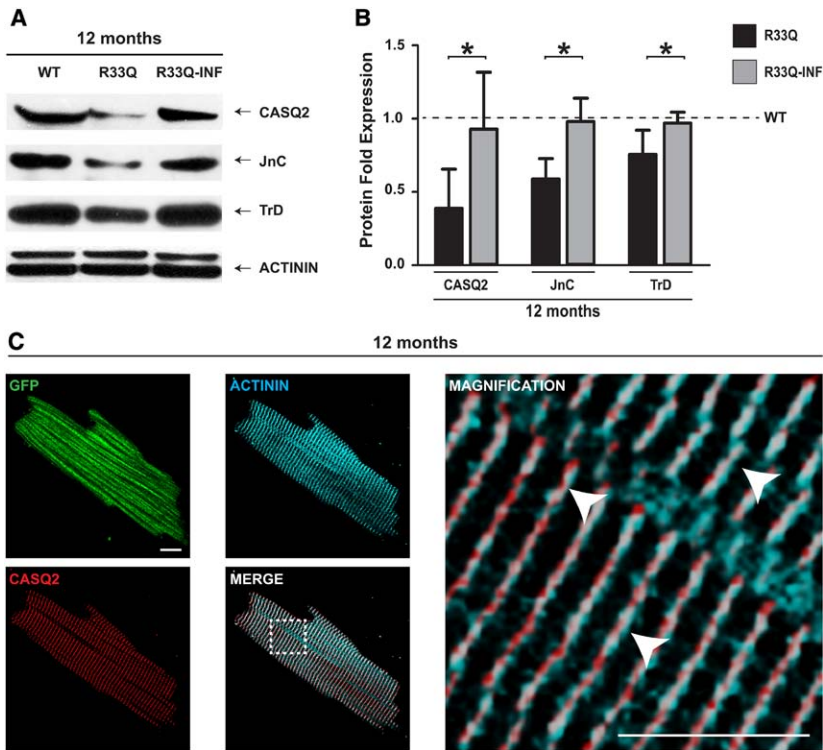 A
12 months
WT R33Q R33Q-INF
← CASQ2
← JnC
← TrD
← ACTININ
B
Protein Fold Expression
1.5
1.0
0.5
0.0
* * *
R33Q
R33Q-INF
WT
CASQ2 JnC TrD
12 months
C
12 months
GFP
ACTININ
MAGNIFICATION
CASQ2
MERGE